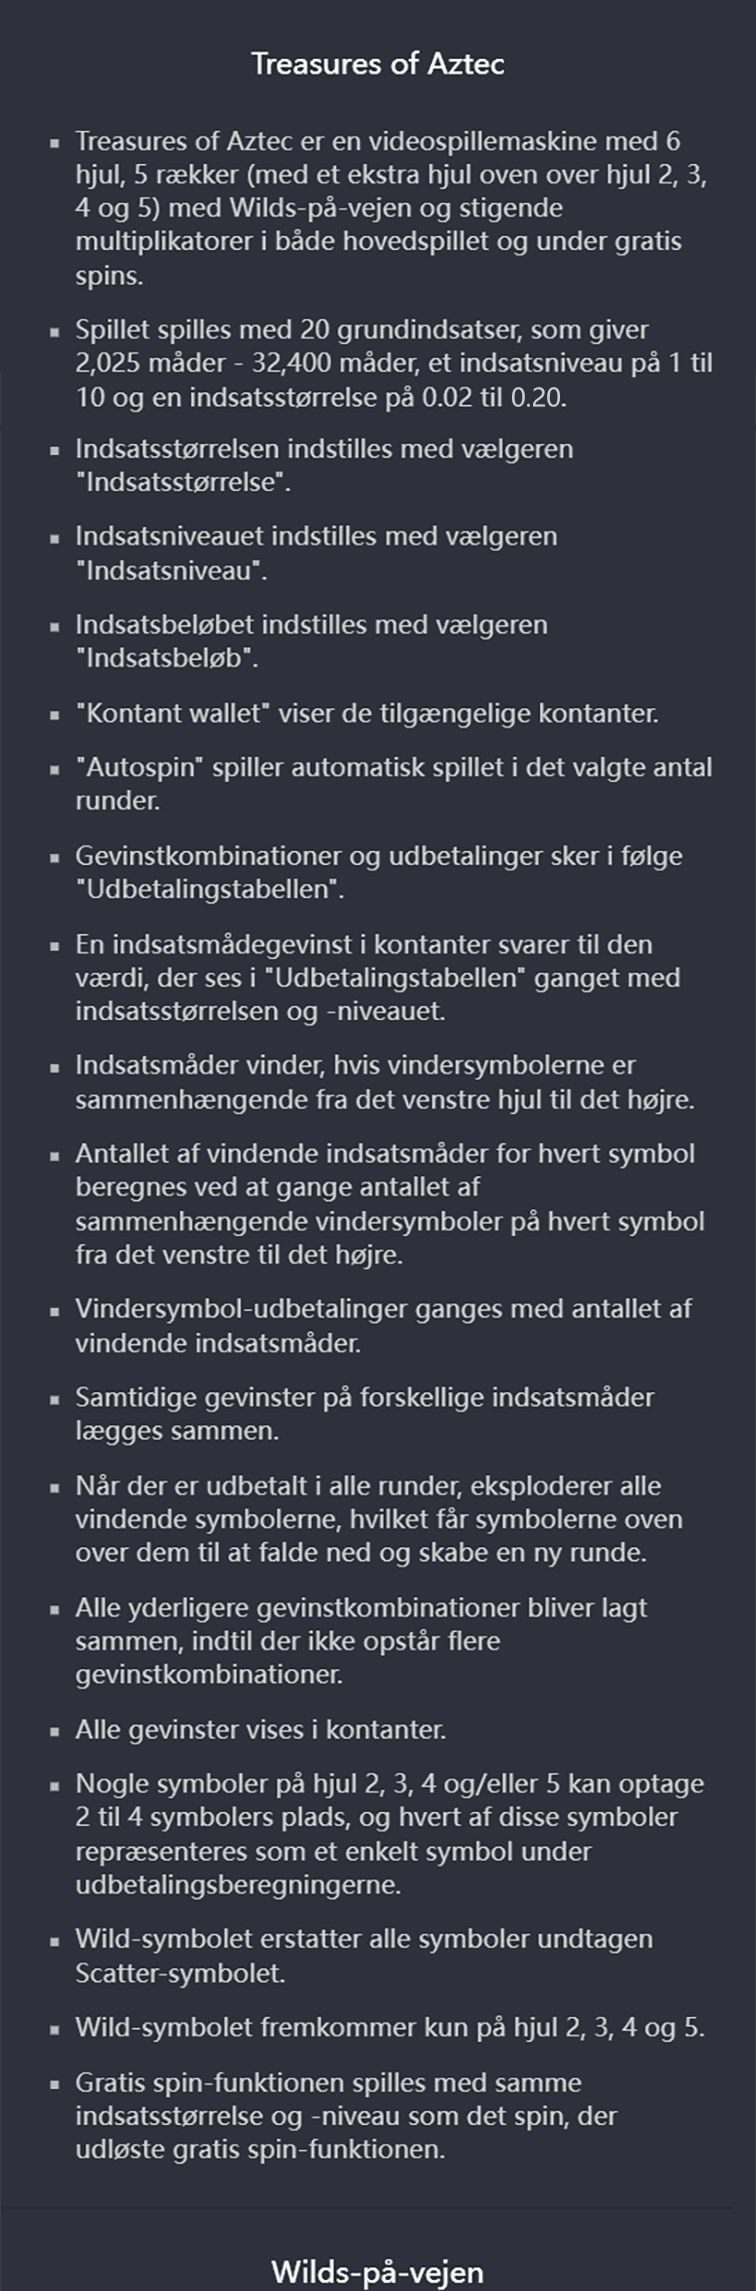 Treasures of Aztec
▪ Treasures of Aztec er en videospillemaskine med 6
hjul, 5 rækker (med et ekstra hjul oven over hjul 2, 3,
4 og 5) med Wilds-på-vejen og stigende
multiplikatorer i både hovedspillet og under gratis
spins.
▪ Spillet spilles med 20 grundindsatser, som giver
2,025 måder - 32,400 måder, et indsatsniveau på 1 til
10 og en indsatsstørrelse på 0.02 til 0.20.
▪ Indsatsstørrelsen indstilles med vælgeren
"Indsatsstørrelse".
▪ Indsatsniveauet indstilles med vælgeren
"Indsatsniveau".
▪ Indsatsbeløbet indstilles med vælgeren
"Indsatsbeløb".
▪ "Kontant wallet" viser de tilgængelige kontanter.
▪ "Autospin" spiller automatisk spillet i det valgte antal
runder.
▪ Gevinstkombinationer og udbetalinger sker i følge
"Udbetalingstabellen".
▪ En indsatsmådegevinst i kontanter svarer til den
værdi, der ses i "Udbetalingstabellen" ganget med
indsatsstørrelsen og -niveauet.
▪ Indsatsmåder vinder, hvis vindersymbolerne er
sammenhængende fra det venstre hjul til det højre.
▪ Antallet af vindende indsatsmåder for hvert symbol
beregnes ved at gange antallet af
sammenhængende vindersymboler på hvert symbol
fra det venstre til det højre.
▪ Vindersymbol-udbetalinger ganges med antallet af
vindende indsatsmåder.
▪ Samtidige gevinster på forskellige indsatsmåder
lægges sammen.
▪ Når der er udbetalt i alle runder, eksploderer alle
vindende symbolerne, hvilket får symbolerne oven
over dem til at falde ned og skabe en ny runde.
▪ Alle yderligere gevinstkombinationer bliver lagt
sammen, indtil der ikke opstår flere
gevinstkombinationer.
▪ Alle gevinster vises i kontanter.
▪ Nogle symboler på hjul 2, 3, 4 og/eller 5 kan optage
2 til 4 symbolers plads, og hvert af disse symboler
repræsenteres som et enkelt symbol under
udbetalingsberegningerne.
▪ Wild-symbolet erstatter alle symboler undtagen
Scatter-symbolet.
▪ Wild-symbolet fremkommer kun på hjul 2, 3, 4 og 5.
▪ Gratis spin-funktionen spilles med samme
indsatsstørrelse og -niveau som det spin, der
udløste gratis spin-funktionen.
Wilds-på-vejen